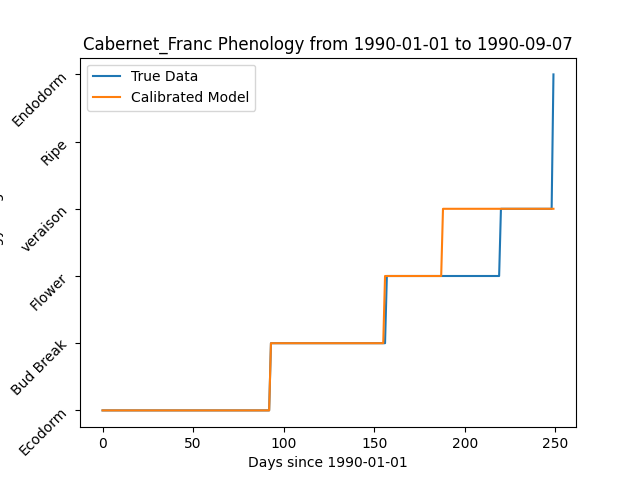 Cabernet_Franc Phenology from 1990-01-01 to 1990-09-07
True Data
Calibrated Model
Endodorm
Ripe
veraison
Flower
Bud Break
Ecodorm
0 50 100 150 200 250
Days since 1990-01-01